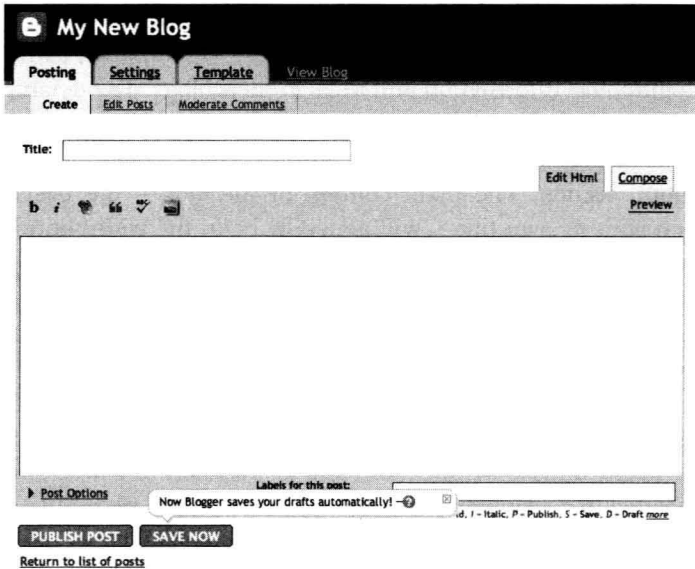 My New Blog
Posting Settings Template View Blog
Create Edit Posts Moderate Comments
Title:
Edit Html Compose
b i ABC Preview
Post Options
Labels for this post:
Now Blogger saves your drafts automatically!
d, I - Italic, P - Publish, S - Save, D - Draft more
PUBLISH POST SAVE NOW
Return to list of posts